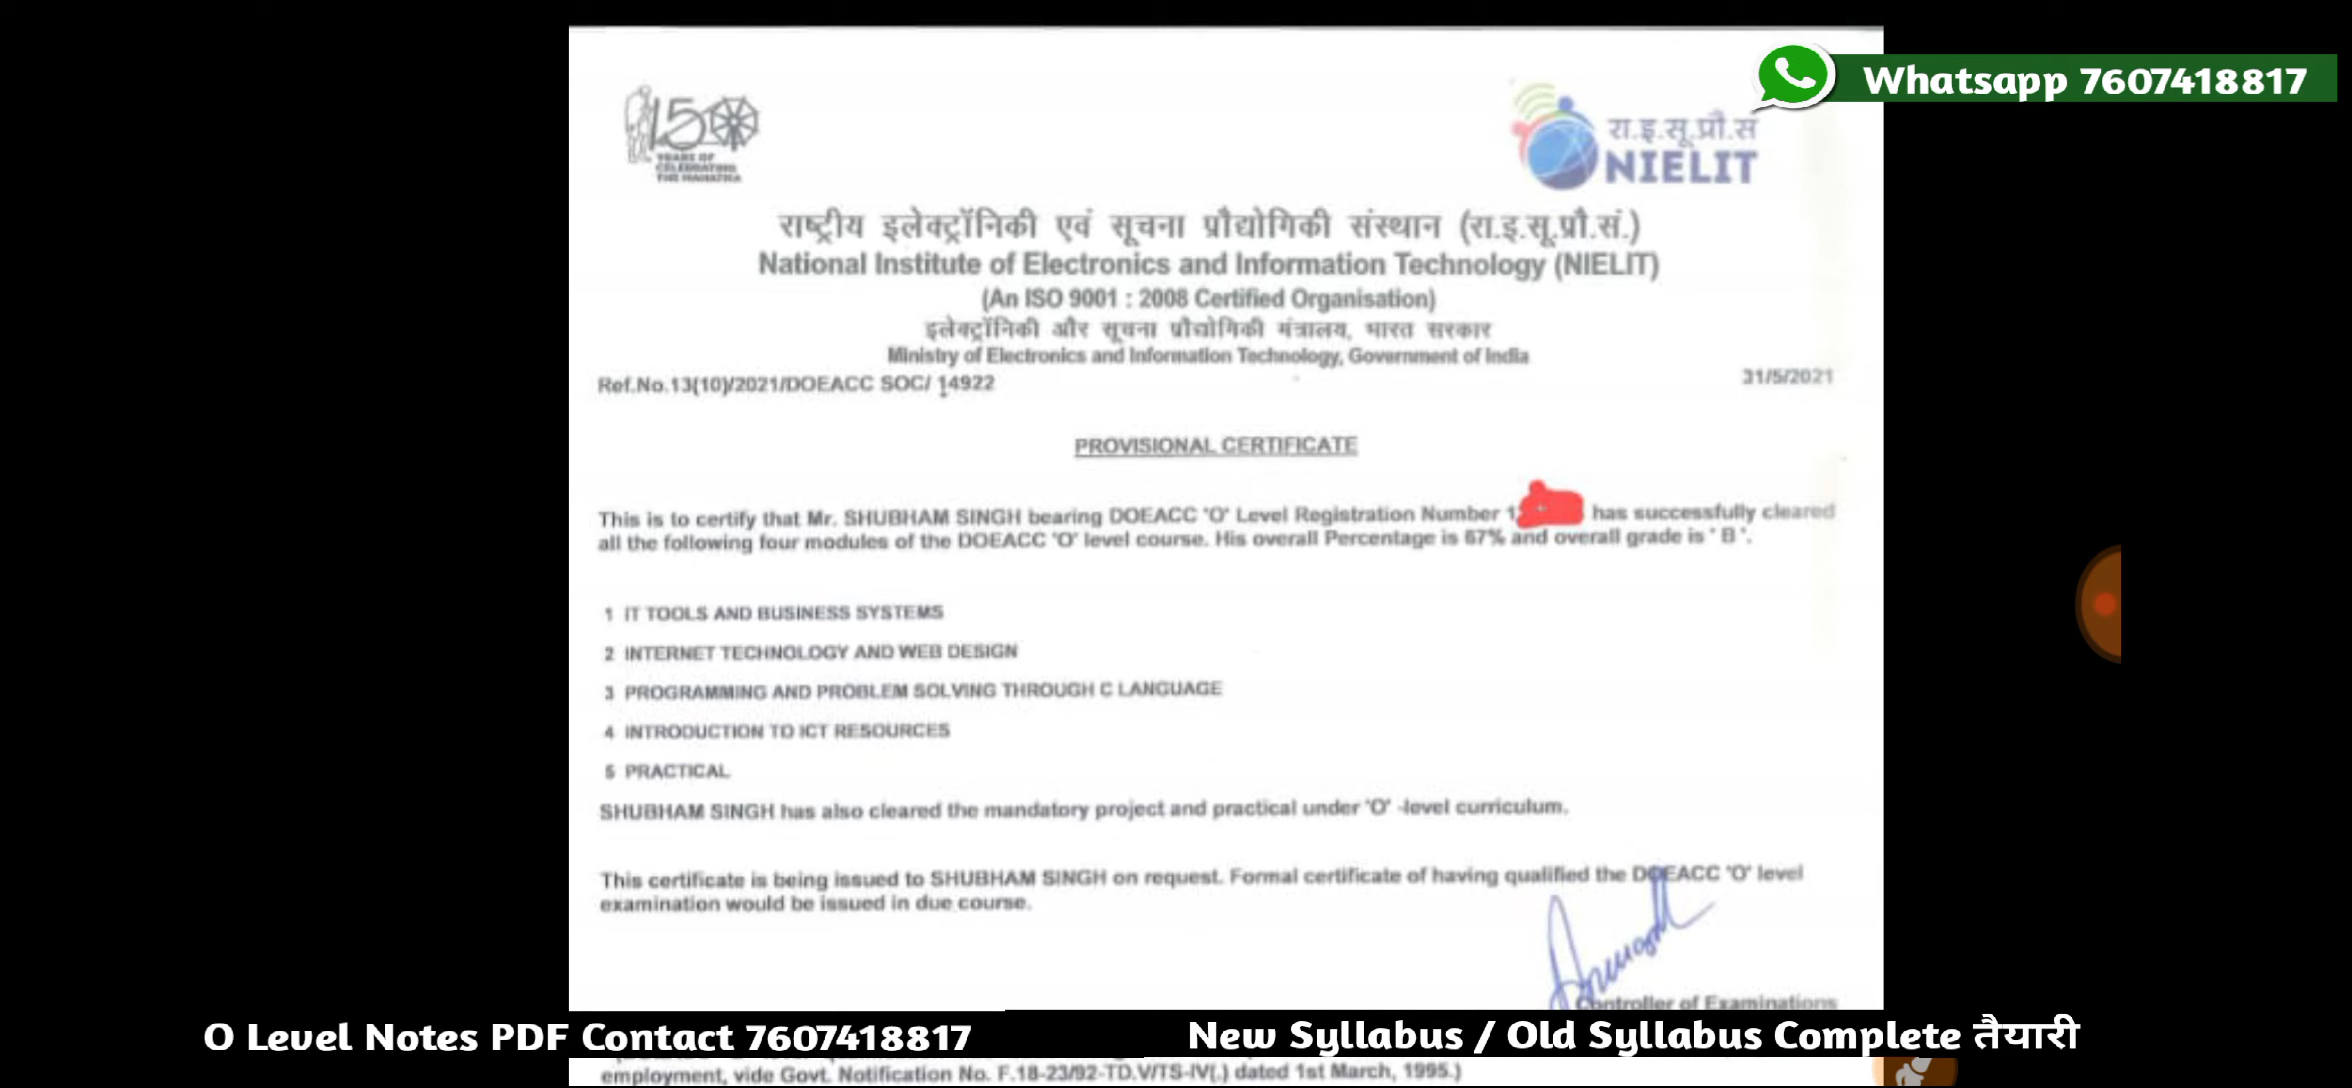 Whatsapp 7607418817
150
YEARS OF
CELEBRATING
THE MAHATMA
रा.इ.सू.प्रौ.सं
NIELIT
राष्ट्रीय इलेक्ट्रॉनिकी एवं सूचना प्रौद्योगिकी संस्थान (रा.इ.सू.प्रौ.सं.)
National Institute of Electronics and Information Technology (NIELIT)
(An ISO 9001 : 2008 Certified Organisation)
इलेक्ट्रॉनिकी और सूचना प्रौद्योगिकी मंत्रालय, भारत सरकार
Ministry of Electronics and Information Technology, Government of India
Ref.No.13(10)/2021/DOEACC SOC/ 14922
31/5/2021
PROVISIONAL CERTIFICATE
This is to certify that Mr. SHUBHAM SINGH bearing DOEACC 'O' Level Registration Number 1 has successfully cleared
all the following four modules of the DOEACC 'O' level course. His overall Percentage is 67% and overall grade is ' B '.
1 IT TOOLS AND BUSINESS SYSTEMS
2 INTERNET TECHNOLOGY AND WEB DESIGN
3 PROGRAMMING AND PROBLEM SOLVING THROUGH C LANGUAGE
4 INTRODUCTION TO ICT RESOURCES
5 PRACTICAL
SHUBHAM SINGH has also cleared the mandatory project and practical under 'O' -level curriculum.
This certificate is being issued to SHUBHAM SINGH on request. Formal certificate of having qualified the DOEACC 'O' level
examination would be issued in due course.
Controller of Examinations
O Level Notes PDF Contact 7607418817
New Syllabus / Old Syllabus Complete तैयारी
employment, vide Govt. Notification No. F.18-23/92-TD.V/TS-IV(.) dated 1st March, 1995.)